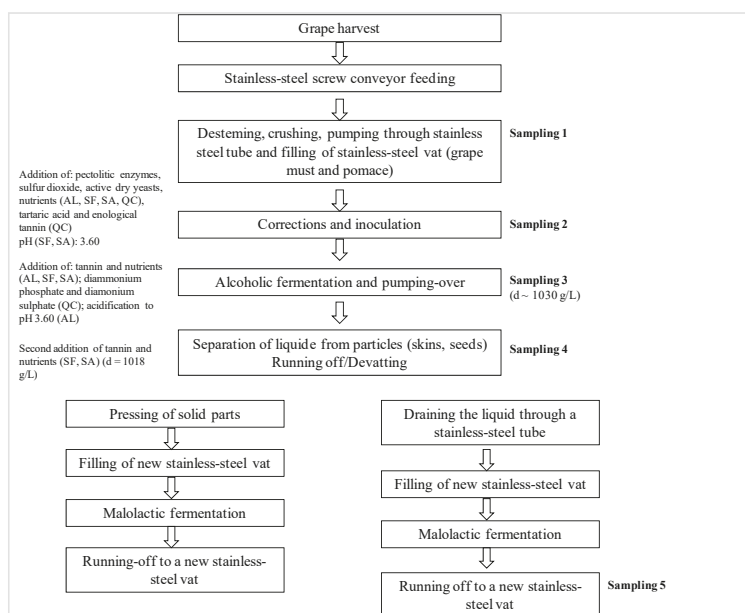 Grape harvest
Stainless-steel screw conveyor feeding
Desteming, crushing, pumping through stainless
steel tube and filling of stainless-steel vat (grape
must and pomace)
Sampling 1
Addition of: pectolitic enzymes,
sulfur dioxide, active dry yeasts,
nutrients (AL, SF, SA, QC),
tartaric acid and enological
tannin (QC)
pH (SF, SA): 3.60
Corrections and inoculation
Sampling 2
Addition of: tannin and nutrients
(AL, SF, SA); diammonium
phosphate and diamonium
sulphate (QC); acidification to
pH 3.60 (AL)
Alcoholic fermentation and pumping-over
Sampling 3
(d ~ 1030 g/L)
Second addition of tannin and
nutrients (SF, SA) (d = 1018
g/L)
Separation of liquide from particles (skins, seeds)
Running off/Devatting
Sampling 4
Pressing of solid parts
Filling of new stainless-steel vat
Malolactic fermentation
Running-off to a new stainless-
steel vat
Draining the liquid through a
stainless-steel tube
Filling of new stainless-steel vat
Malolactic fermentation
Running off to a new stainless-
steel vat
Sampling 5